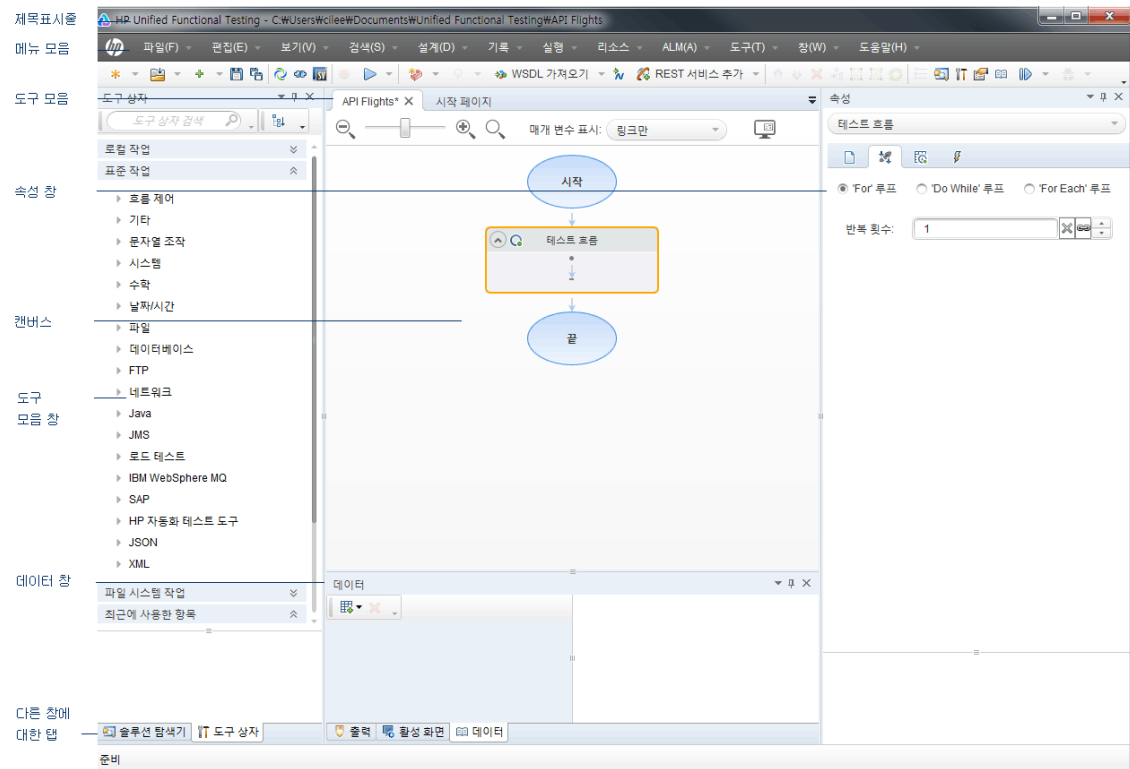 제목표시줄
HP Unified Functional Testing - C:₩Users₩cilee₩Documents₩Unified Functional Testing₩API Flights
메뉴 모음
파일(F) 편집(E) 보기(V) 검색(S) 설계(D) 기록 실행 리소스 ALM(A) 도구(T) 창(W) 도움말(H)
WSDL 가져오기 REST 서비스 추가
도구 모음
도구 상자
API Flights* 시작 페이지
속성
도구 상자 검색
매개 변수 표시: 링크만
테스트 흐름
로컬 작업
표준 작업
속성 창
'For' 루프 'Do While' 루프 'For Each' 루프
반복 횟수: 1
시작
테스트 흐름
끝
흐름 제어
기타
문자열 조작
시스템
수학
날짜/시간
캔버스
파일
데이터베이스
FTP
도구
모음 창
네트워크
Java
JMS
로드 테스트
IBM WebSphere MQ
SAP
HP 자동화 테스트 도구
JSON
XML
데이터 창
데이터
파일 시스템 작업
최근에 사용한 항목
다른 창에
대한 탭
솔루션 탐색기 도구 상자
출력 활성 화면 데이터
준비